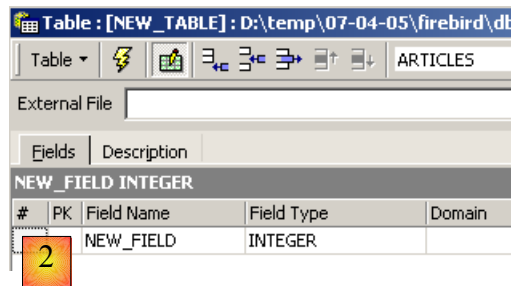 Table : [NEW_TABLE] : D:\temp\07-04-05\firebird\db
Table ARTICLES
External File
Fields Description
NEW_FIELD INTEGER
# PK Field Name Field Type Domain
NEW_FIELD INTEGER
2